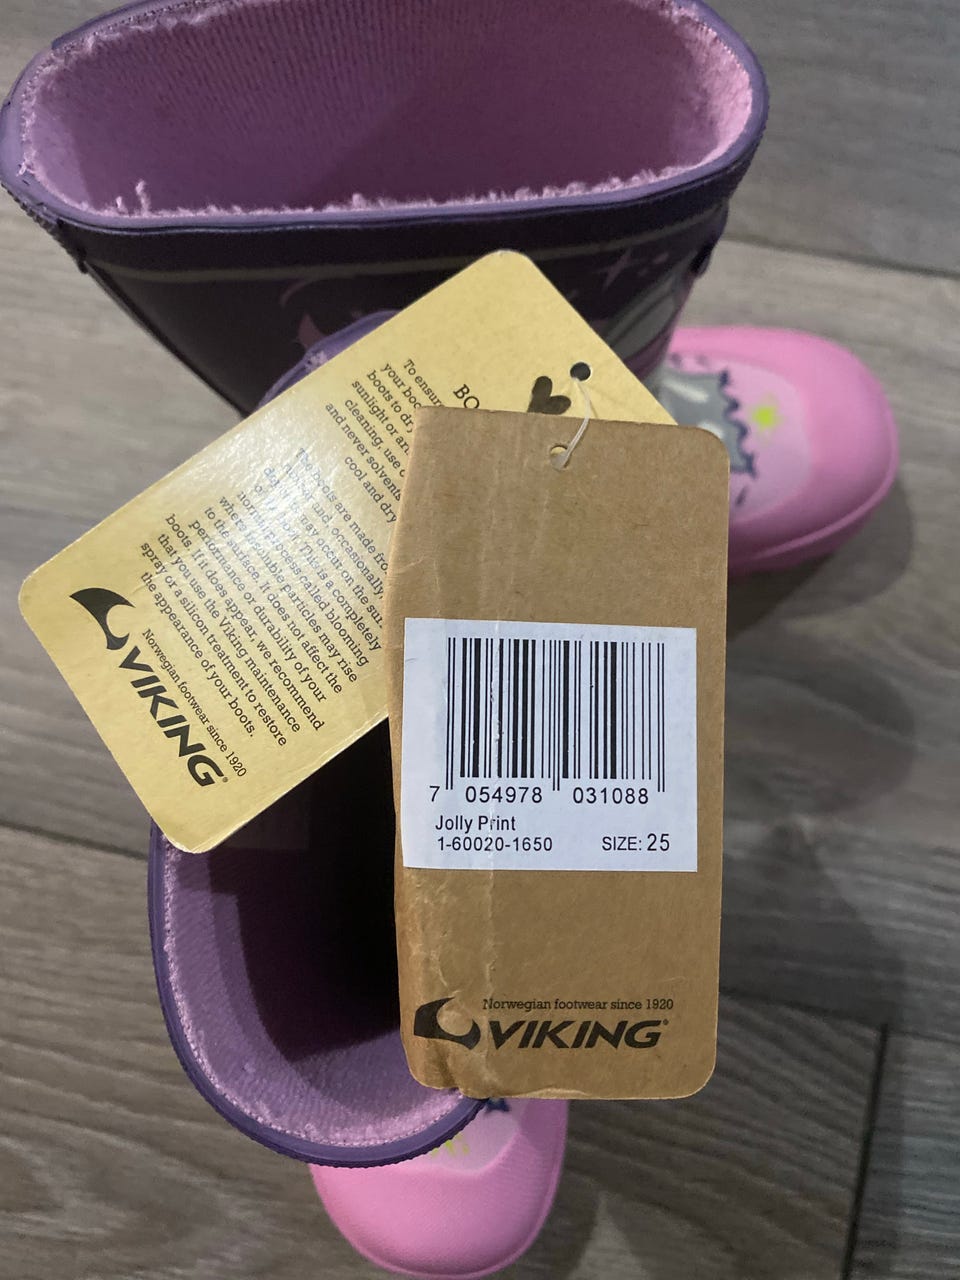 BO
To ensur
your boo
boots to dry
sunlight or an
cleaning, use
and never solvents
cool and dry
The boots are made fro
and occasionally,
may occur on the sur
This is a completely
normal process called blooming
where insoluble particles may rise
to the surface. It does not affect the
performance or durability of your
boots. If it does appear, we recommend
that you use the Viking maintenance
spray or a silicon treatment to restore
the appearance of your boots.
Norwegian footwear since 1920
VIKING®
7 054978 031088
Jolly Print
1-60020-1650 SIZE: 25
Norwegian footwear since 1920
VIKING®